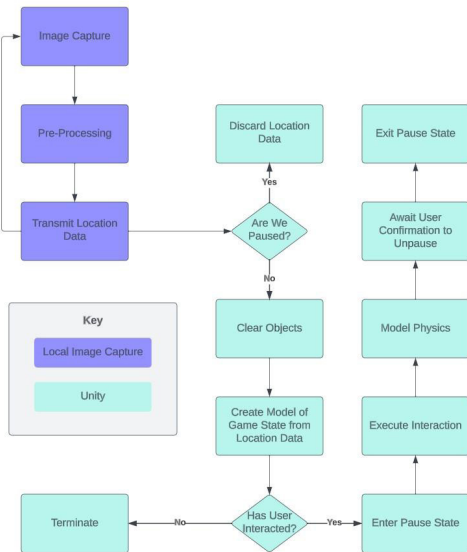 Image Capture
Pre-Processing
Transmit Location
Data
Discard Location
Data
Yes
Are We
Paused?
No
Clear Objects
Create Model of
Game State from
Location Data
Has User
Interacted?
No
Terminate
Yes
Enter Pause State
Execute Interaction
Model Physics
Await User
Confirmation to
Unpause
Exit Pause State
Key
Local Image Capture
Unity